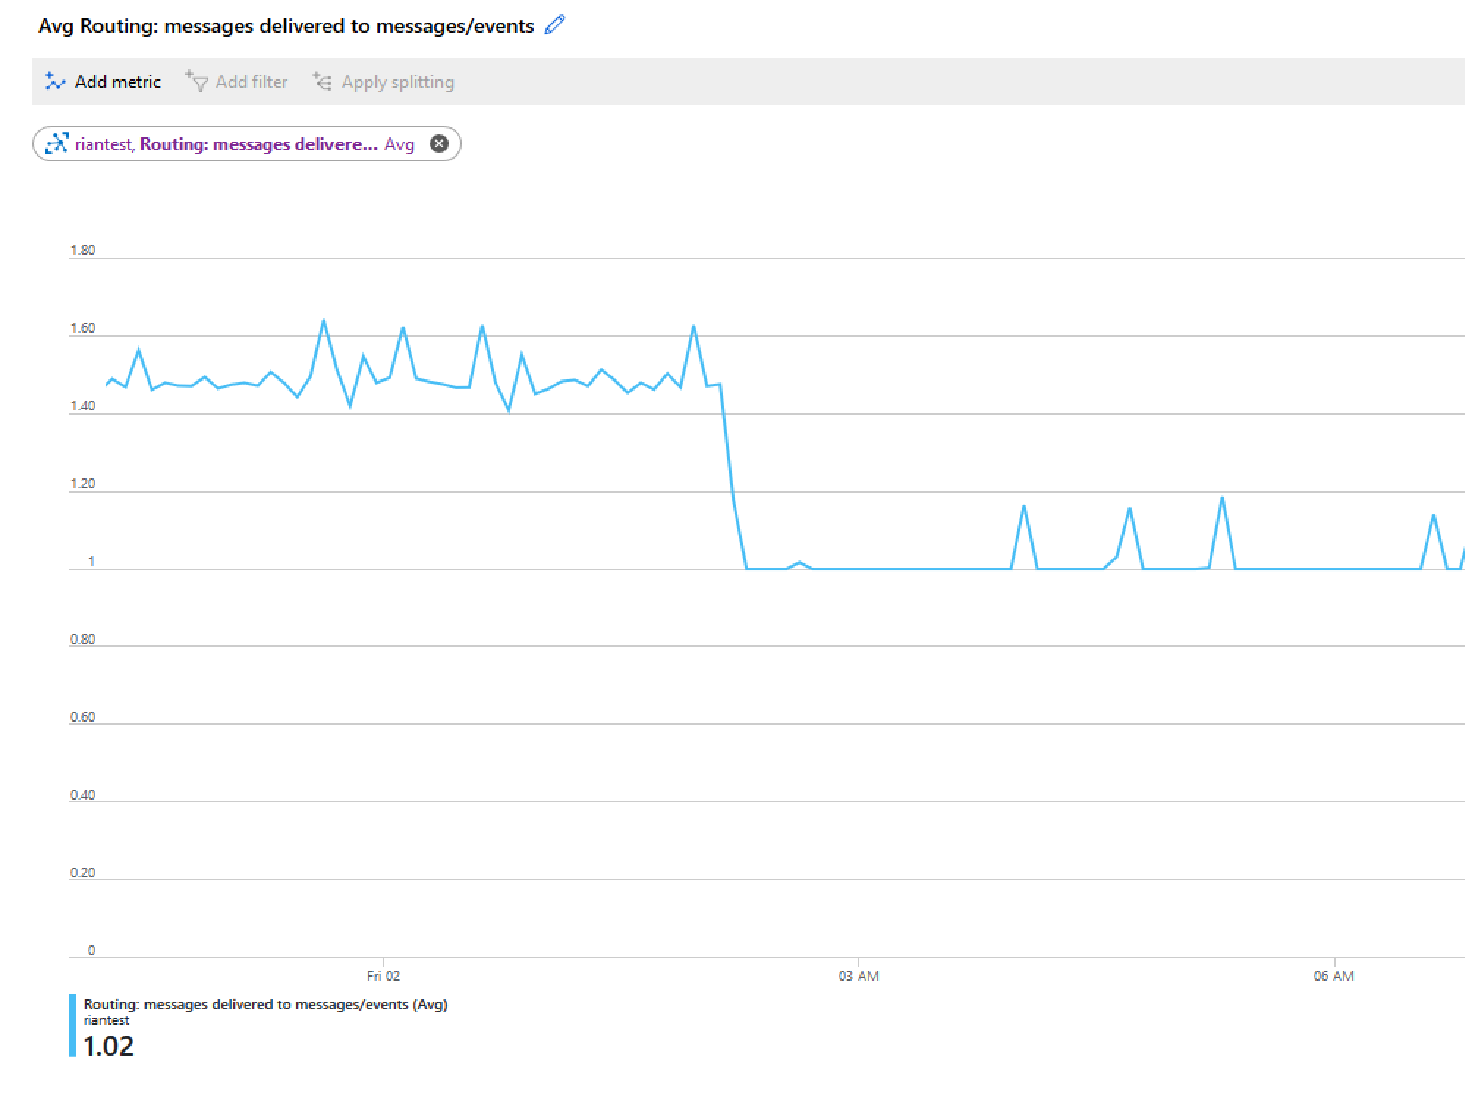 Avg Routing: messages delivered to messages/events
Add metric Add filter Apply splitting
riantest, Routing: messages delivere... Avg
1.80
1.60
1.40
1.20
1
0.80
0.60
0.40
0.20
0
Fri 02 03 AM 06 AM
Routing: messages delivered to messages/events (Avg)
riantest
1.02